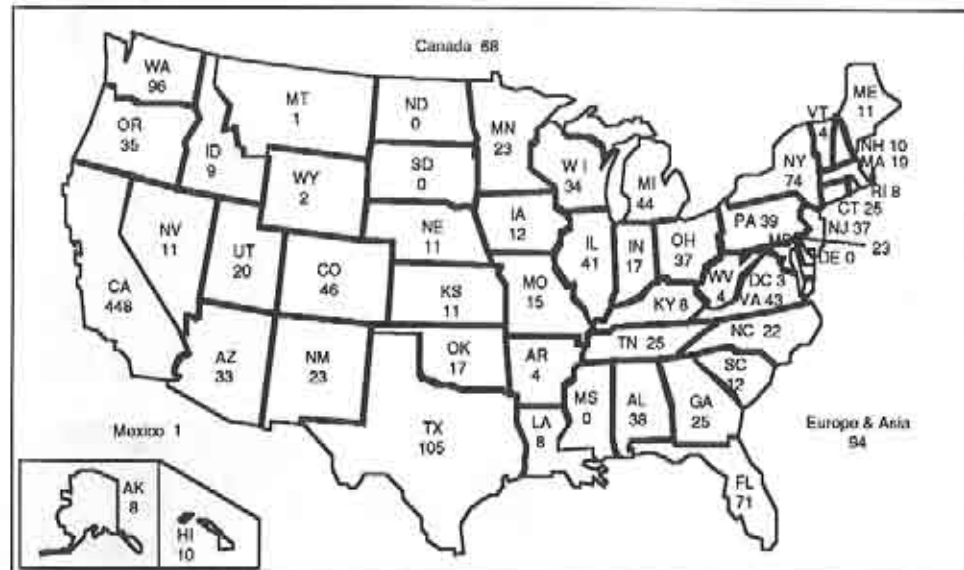 Canada 68
WA
96
MT
1
ND
0
MN
23
ME
11
VT
4
OR
35
ID
9
SD
0
W I
34
MI
44
NY
74
NH 10
MA 19
RI 8
CT 25
WY
2
IA
12
PA 39
NJ 37
NV
11
UT
20
NE
11
IL
41
IN
17
OH
37
MD
23
DE 0
CA
448
CO
46
KS
11
MO
15
WV
4
DC 3
VA 43
KY 8
NC 22
TN 25
AZ
33
NM
23
OK
17
AR
4
SC
12
MS
0
AL
38
GA
25
Mexico 1
TX
105
LA
8
Europe & Asia
94
FL
71
AK
8
HI
10